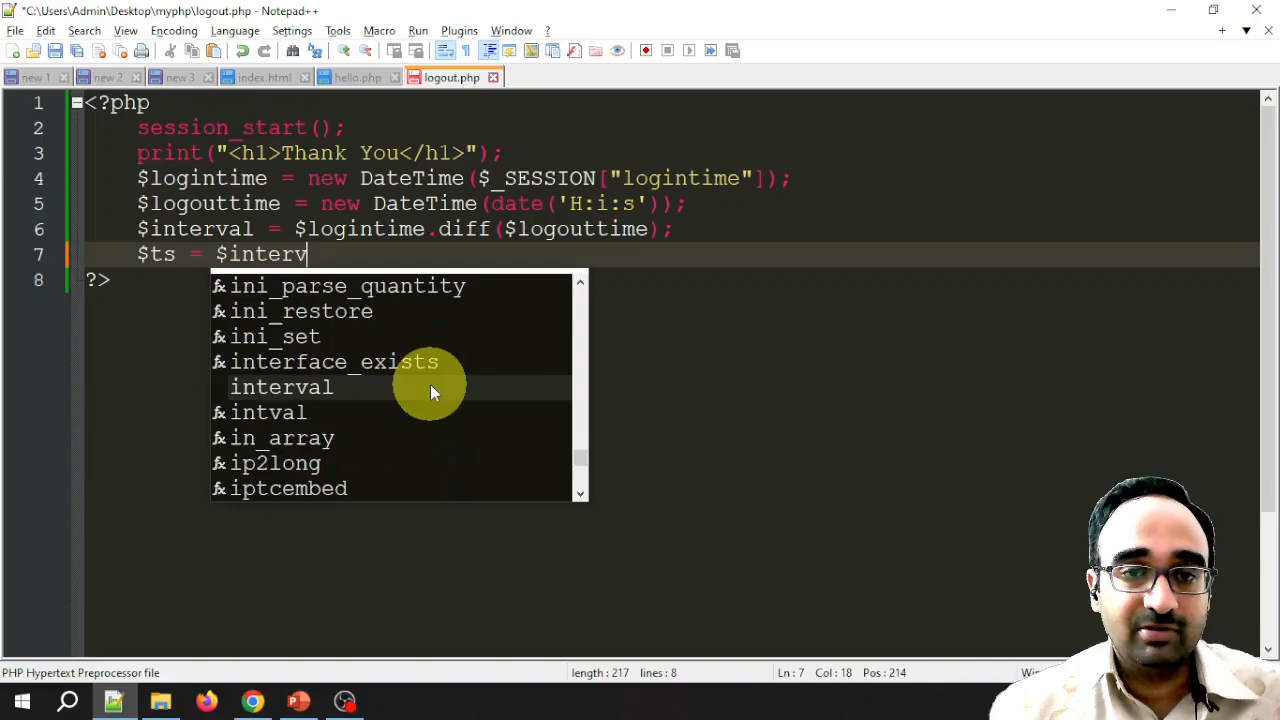 *C:\Users\Admin\Desktop\myphp\logout.php - Notepad++
File Edit Search View Encoding Language Settings Tools Macro Run Plugins Window ?
new 1 new 2 new 3 index.html hello.php logout.php
1 <?php
2 session_start();
3 print("<h1>Thank You</h1>");
4 $logintime = new DateTime($_SESSION["logintime"]);
5 $logouttime = new DateTime(date('H:i:s'));
6 $interval = $logintime.diff($logouttime);
7 $ts = $interv
8 ?>
ini_parse_quantity
ini_restore
ini_set
interface_exists
interval
intval
in_array
ip2long
iptcembed
PHP Hypertext Preprocessor file length : 217 lines : 8 Ln : 7 Col : 18 Pos : 214